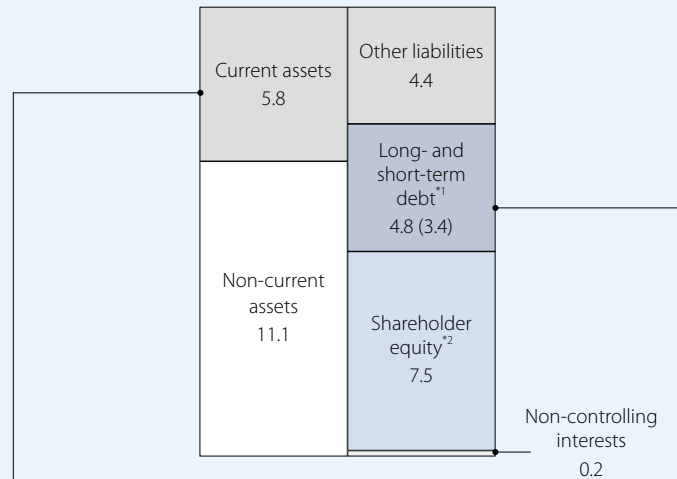 Current assets
5.8
Other liabilities
4.4
Long- and
short-term
debt*1
4.8 (3.4)
Non-current
assets
11.1
Shareholder
equity*2
7.5
Non-controlling
interests
0.2